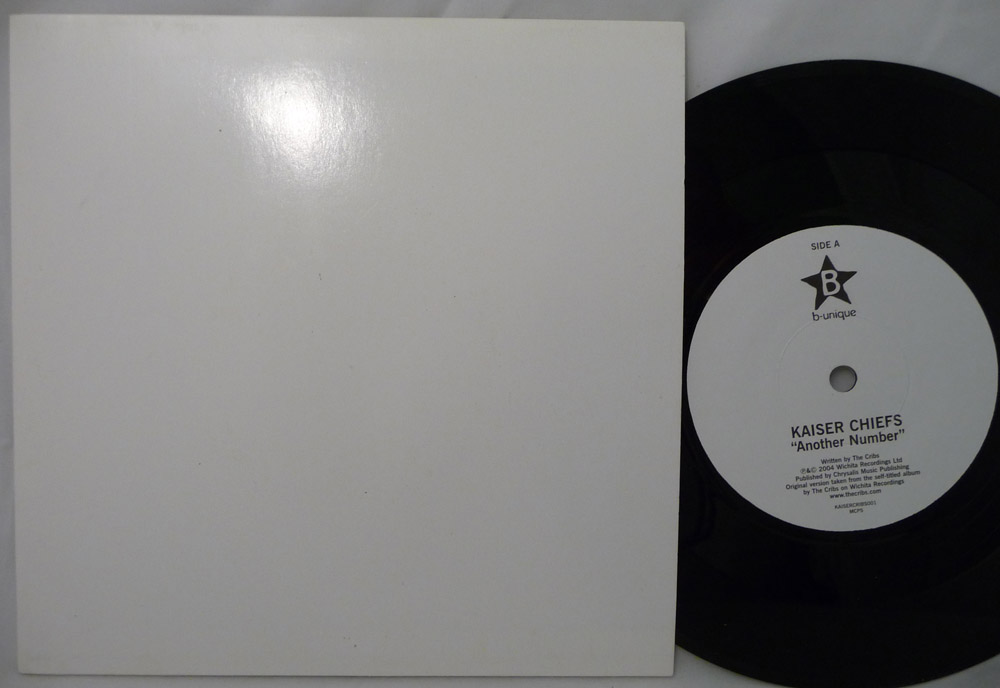 SIDE A
B
b-unique
KAISER CHIEFS
“Another Number”
Written by The Cribs
℗&© 2004 Wichita Recordings Ltd
Published by Chrysalis Music Publishing
Original version taken from the self-titled album
by The Cribs on Wichita Recordings
www.thecribs.com
KAISERCRIBS001
MCPS